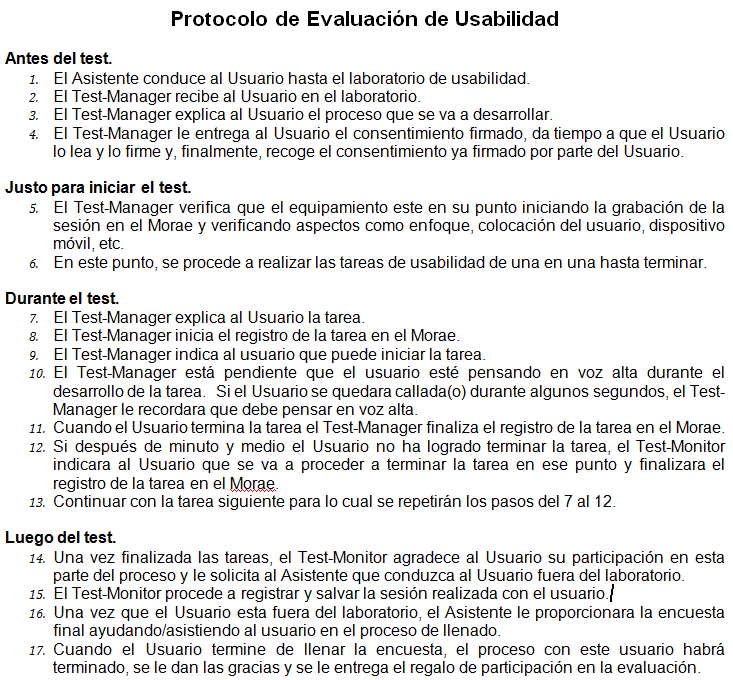 Protocolo de Evaluación de Usabilidad
Antes del test.
1. El Asistente conduce al Usuario hasta el laboratorio de usabilidad.
2. El Test-Manager recibe al Usuario en el laboratorio.
3. El Test-Manager explica al Usuario el proceso que se va a desarrollar.
4. El Test-Manager le entrega al Usuario el consentimiento firmado, da tiempo a que el Usuario
lo lea y lo firme y, finalmente, recoge el consentimiento ya firmado por parte del Usuario.
Justo para iniciar el test.
5. El Test-Manager verifica que el equipamiento este en su punto iniciando la grabación de la
sesión en el Morae y verificando aspectos como enfoque, colocación del usuario, dispositivo
móvil, etc.
6. En este punto, se procede a realizar las tareas de usabilidad de una en una hasta terminar.
Durante el test.
7. El Test-Manager explica al Usuario la tarea.
8. El Test-Manager inicia el registro de la tarea en el Morae.
9. El Test-Manager indica al usuario que puede iniciar la tarea.
10. El Test-Manager está pendiente que el usuario esté pensando en voz alta durante el
desarrollo de la tarea. Si el Usuario se quedara callada(o) durante algunos segundos, el Test-
Manager le recordara que debe pensar en voz alta.
11. Cuando el Usuario termina la tarea el Test-Manager finaliza el registro de la tarea en el Morae.
12. Si después de minuto y medio el Usuario no ha logrado terminar la tarea, el Test-Monitor
indicara al Usuario que se va a proceder a terminar la tarea en ese punto y finalizara el
registro de la tarea en el Morae.
13. Continuar con la tarea siguiente para lo cual se repetirán los pasos del 7 al 12.
Luego del test.
14. Una vez finalizada las tareas, el Test-Monitor agradece al Usuario su participación en esta
parte del proceso y le solicita al Asistente que conduzca al Usuario fuera del laboratorio.
15. El Test-Monitor procede a registrar y salvar la sesión realizada con el usuario.
16. Una vez que el Usuario esta fuera del laboratorio, el Asistente le proporcionara la encuesta
final ayudando/asistiendo al usuario en el proceso de llenado.
17. Cuando el Usuario termine de llenar la encuesta, el proceso con este usuario habrá
terminado, se le dan las gracias y se le entrega el regalo de participación en la evaluación.